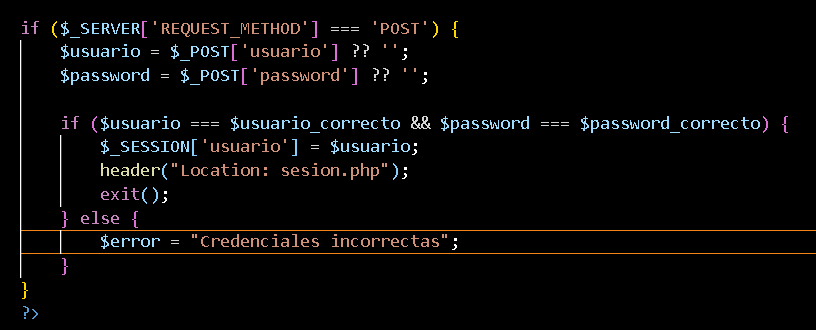 if ($_SERVER['REQUEST_METHOD'] === 'POST') {
    $usuario = $_POST['usuario'] ?? '';
    $password = $_POST['password'] ?? '';

    if ($usuario === $usuario_correcto && $password === $password_correcto) {
        $_SESSION['usuario'] = $usuario;
        header("Location: sesion.php");
        exit();
    } else {
        $error = "Credenciales incorrectas";
    }
}
?>